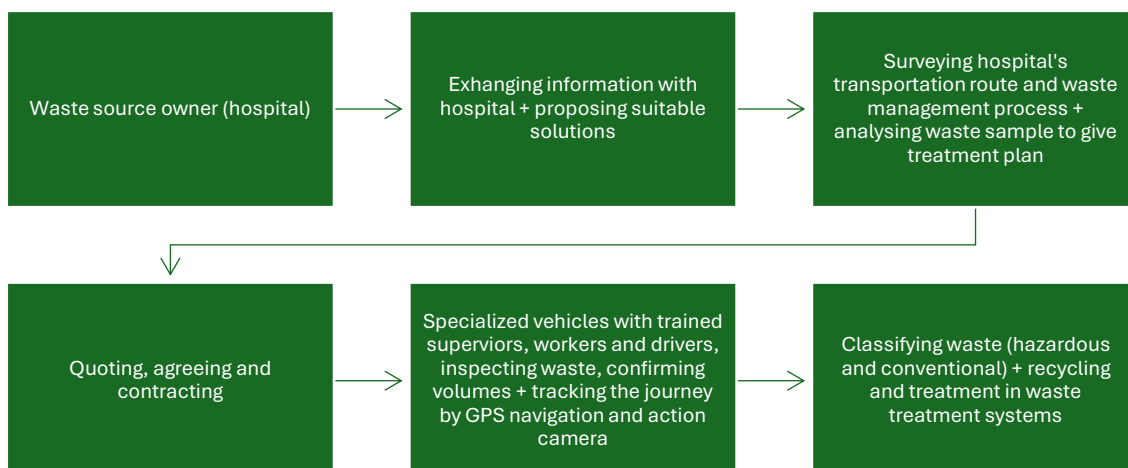 Waste source owner (hospital)
Exhanging information with
hospital + proposing suitable
solutions
Surveying hospital's
transportation route and waste
management process +
analysing waste sample to give
treatment plan
Quoting, agreeing and
contracting
Specialized vehicles with trained
superviors, workers and drivers,
inspecting waste, confirming
volumes + tracking the journey
by GPS navigation and action
camera
Classifying waste (hazardous
and conventional) + recycling
and treatment in waste
treatment systems